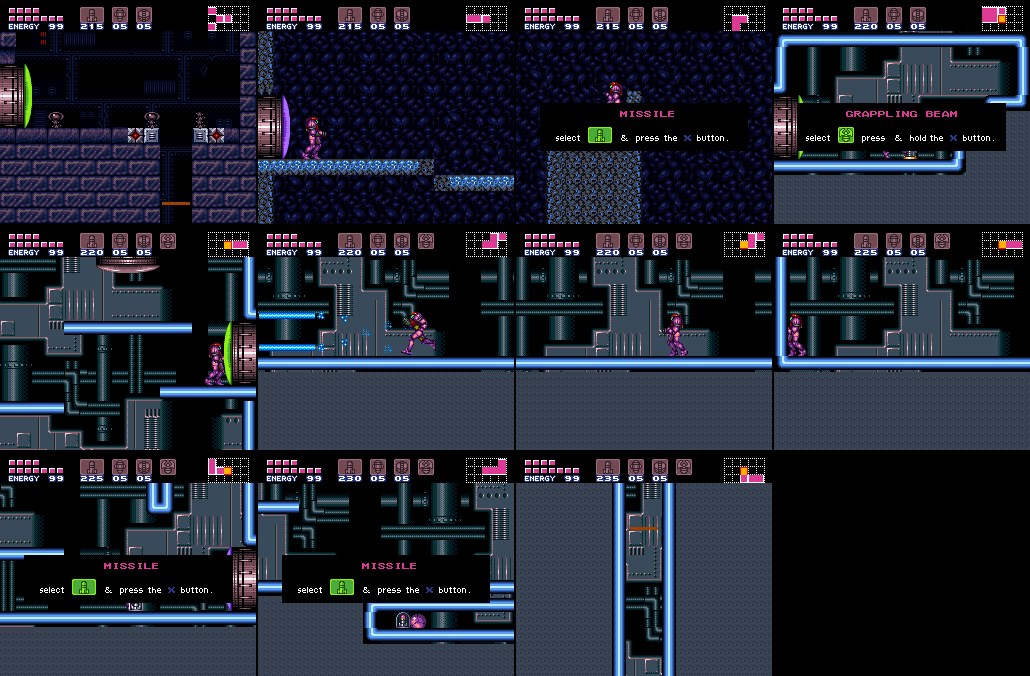 ENERGY 99 215 05 05
ENERGY 99 215 05 05
ENERGY 99 215 05 05
MISSILE
select & press the X button.
ENERGY 99 215 05 05
GRAPPLING BEAM
select press & hold the X button.
ENERGY 99 220 05 05
ENERGY 99 220 05 05
ENERGY 99 220 05 05
ENERGY 99 225 05 05
ENERGY 99 225 05 05
MISSILE
select & press the X button.
ENERGY 99 230 05 05
MISSILE
select & press the X button.
ENERGY 99 235 05 05